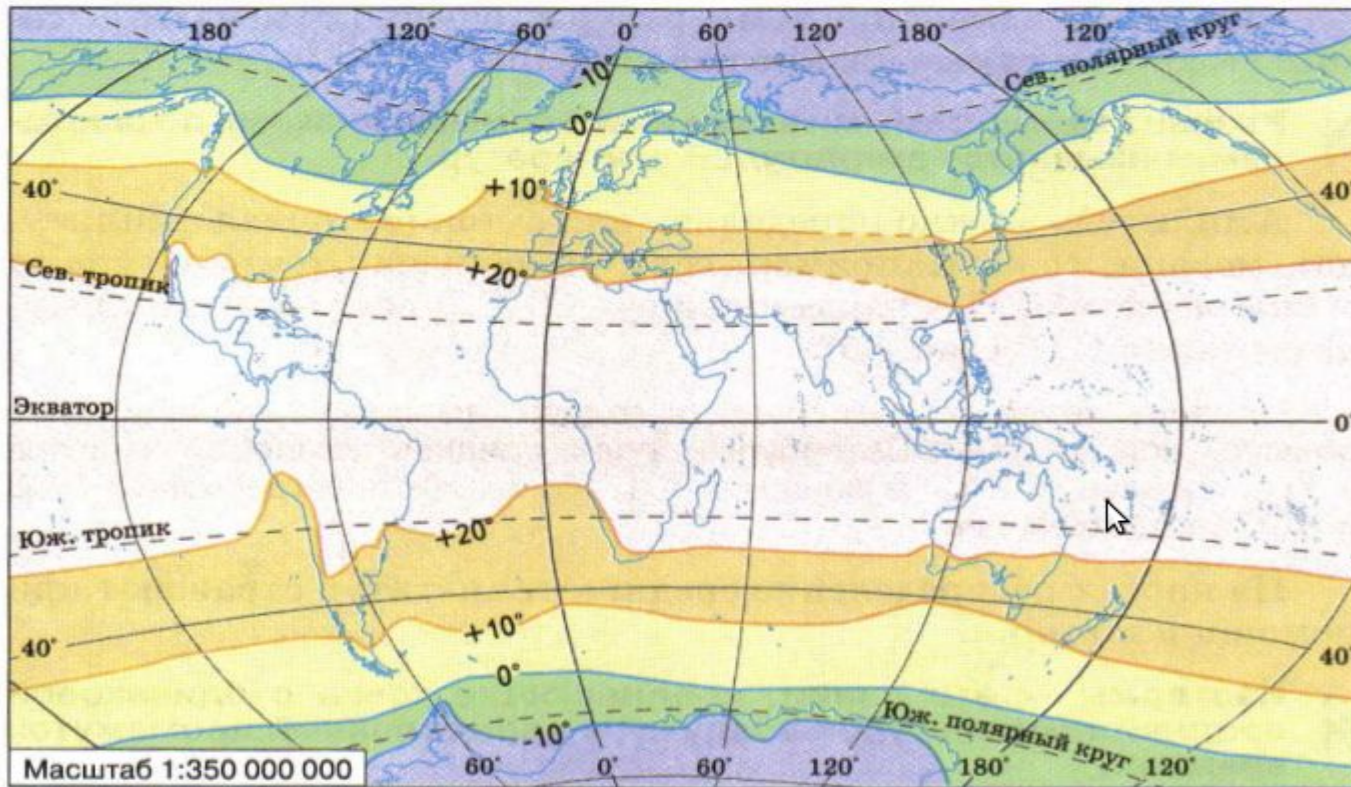 180° 120° 60° 0° 60° 120° 180° 120°
Сев. полярный круг
-10°
0°
+10°
40° 40°
+20°
Сев. тропик
Экватор 0°
Юж. тропик
+20°
+10°
40° 40°
0°
-10°
Юж. полярный круг
60° 0° 60° 120° 180° 120°
Масштаб 1:350 000 000